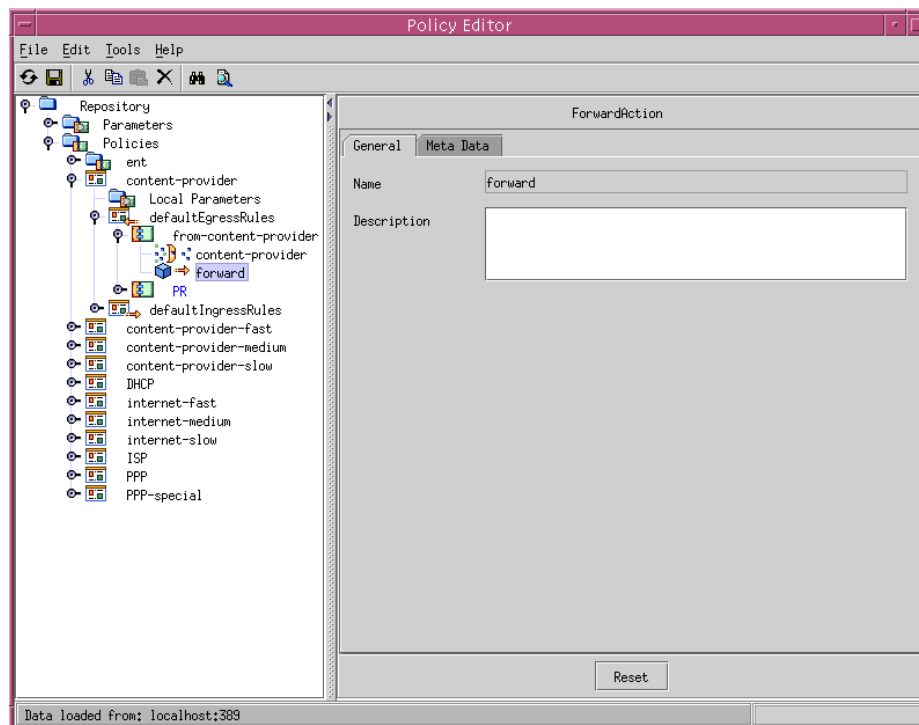 Policy Editor
File Edit Tools Help
Repository
Parameters
Policies
ent
content-provider
Local Parameters
defaultEgressRules
from-content-provider
content-provider
forward
PR
defaultIngressRules
content-provider-fast
content-provider-medium
content-provider-slow
DHCP
internet-fast
internet-medium
internet-slow
ISP
PPP
PPP-special
ForwardAction
General Meta Data
Name forward
Description
Reset
Data loaded from: localhost:389